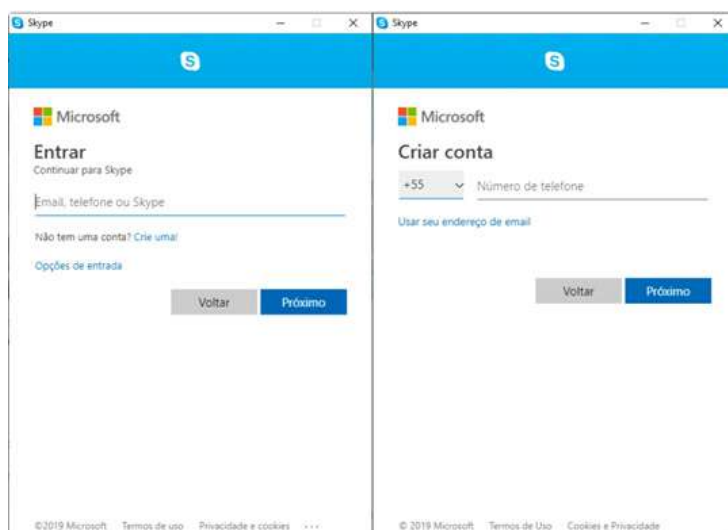 Skype
Microsoft
Entrar
Continuar para Skype
Email, telefone ou Skype
Não tem uma conta? Crie uma!
Opções de entrada
Voltar
Próximo
©2019 Microsoft Termos de uso Privacidade e cookies ...
Skype
Microsoft
Criar conta
+55 Número de telefone
Usar seu endereço de email
Voltar
Próximo
© 2019 Microsoft Termos de Uso Cookies e Privacidade